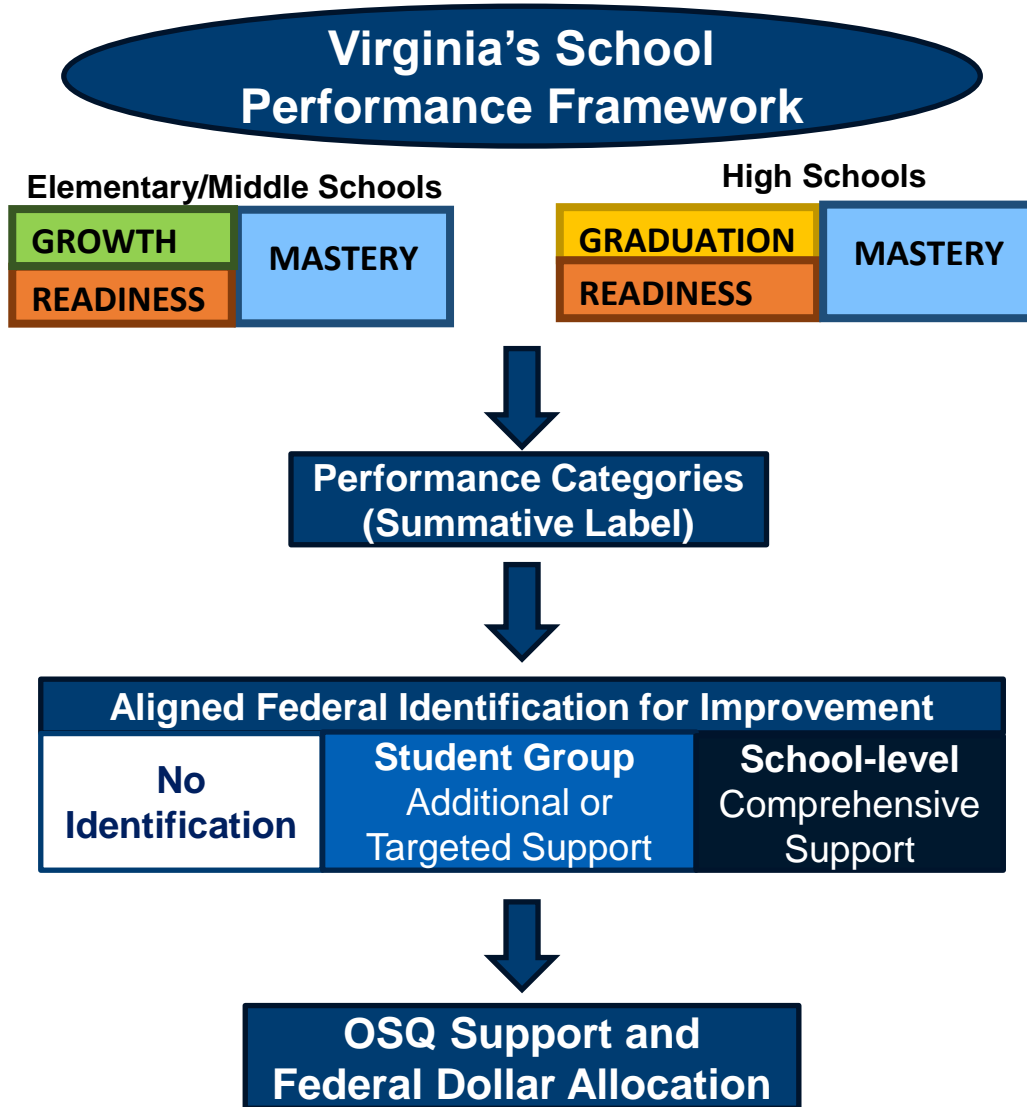 Virginia’s School
Performance Framework
Elementary/Middle Schools
GROWTH
READINESS
MASTERY
High Schools
GRADUATION
READINESS
MASTERY
Performance Categories
(Summative Label)
Aligned Federal Identification for Improvement
No
Identification
Student Group
Additional or
Targeted Support
School-level
Comprehensive
Support
OSQ Support and
Federal Dollar Allocation